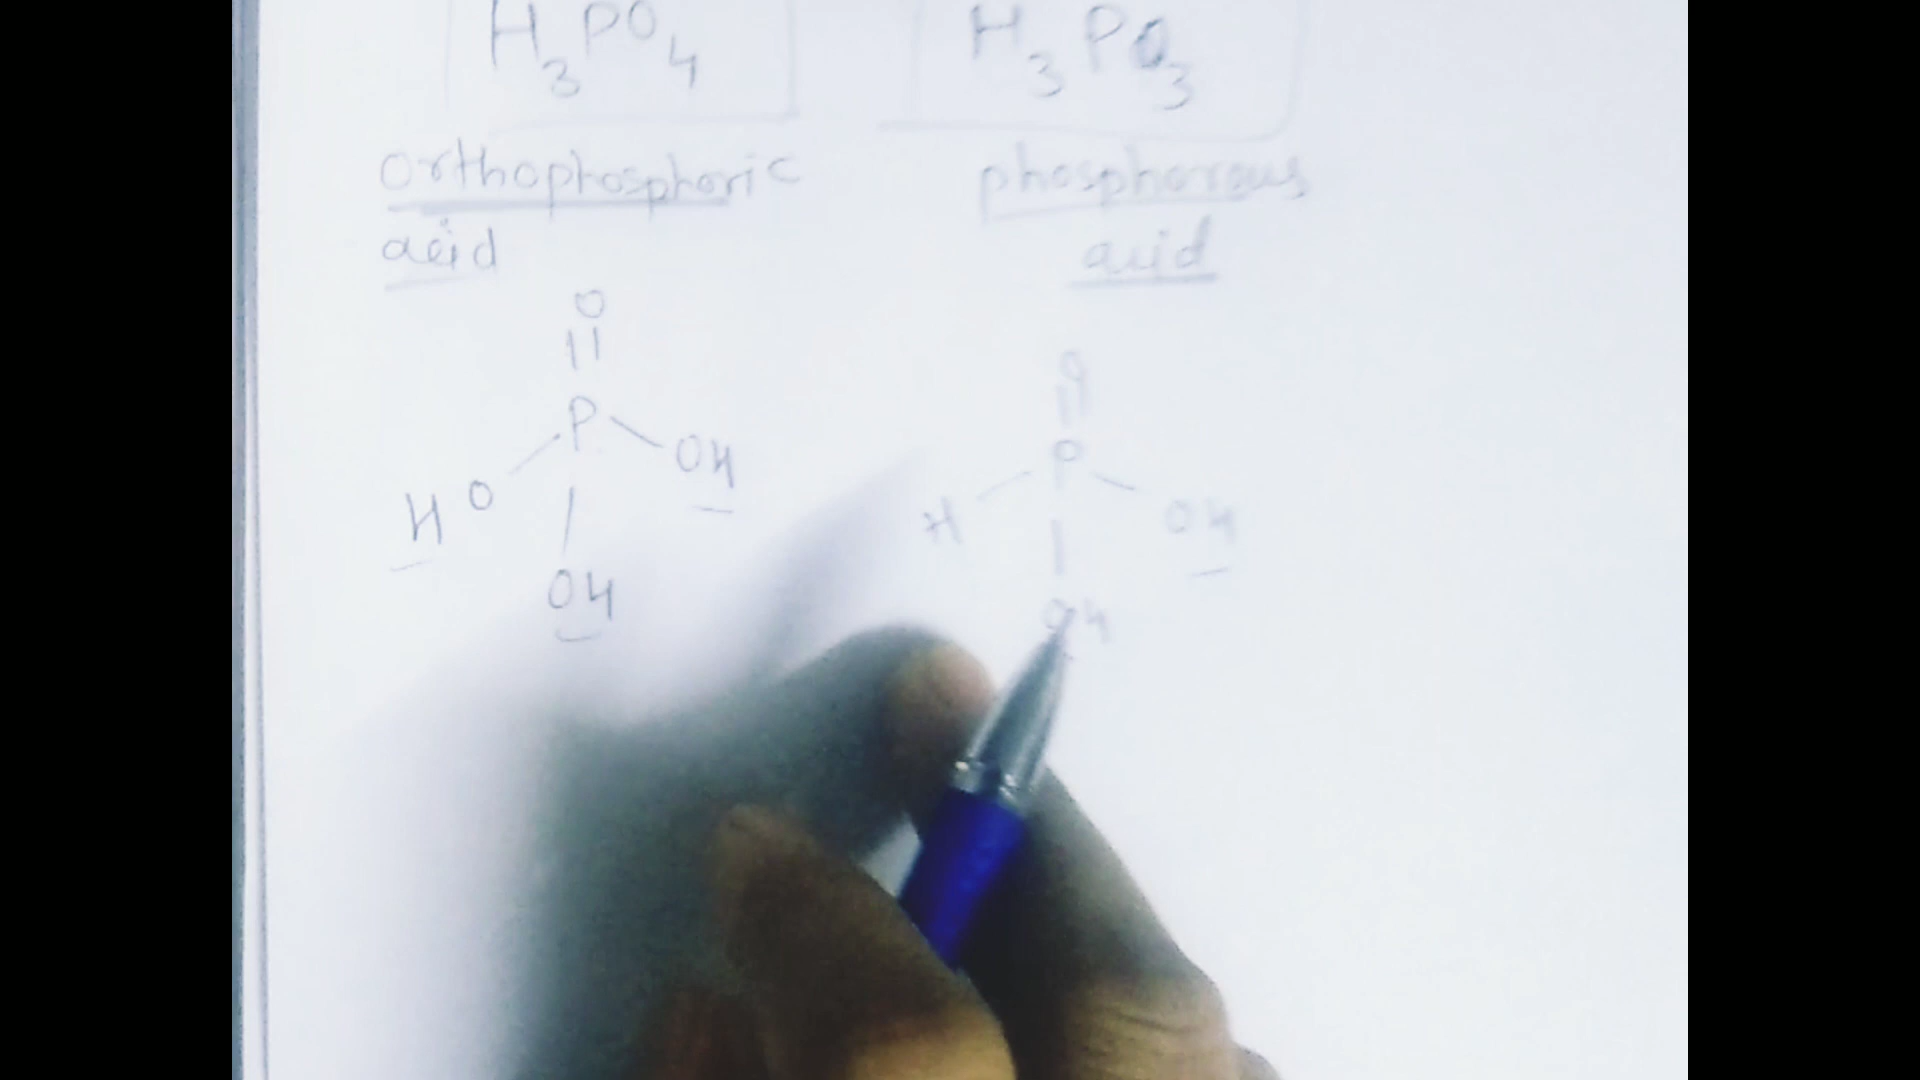 H3PO4 H3PO3
orthophosphoric phosphorous
acid acid
O
||
P
HO OH
OH
O
||
P
H OH
OH